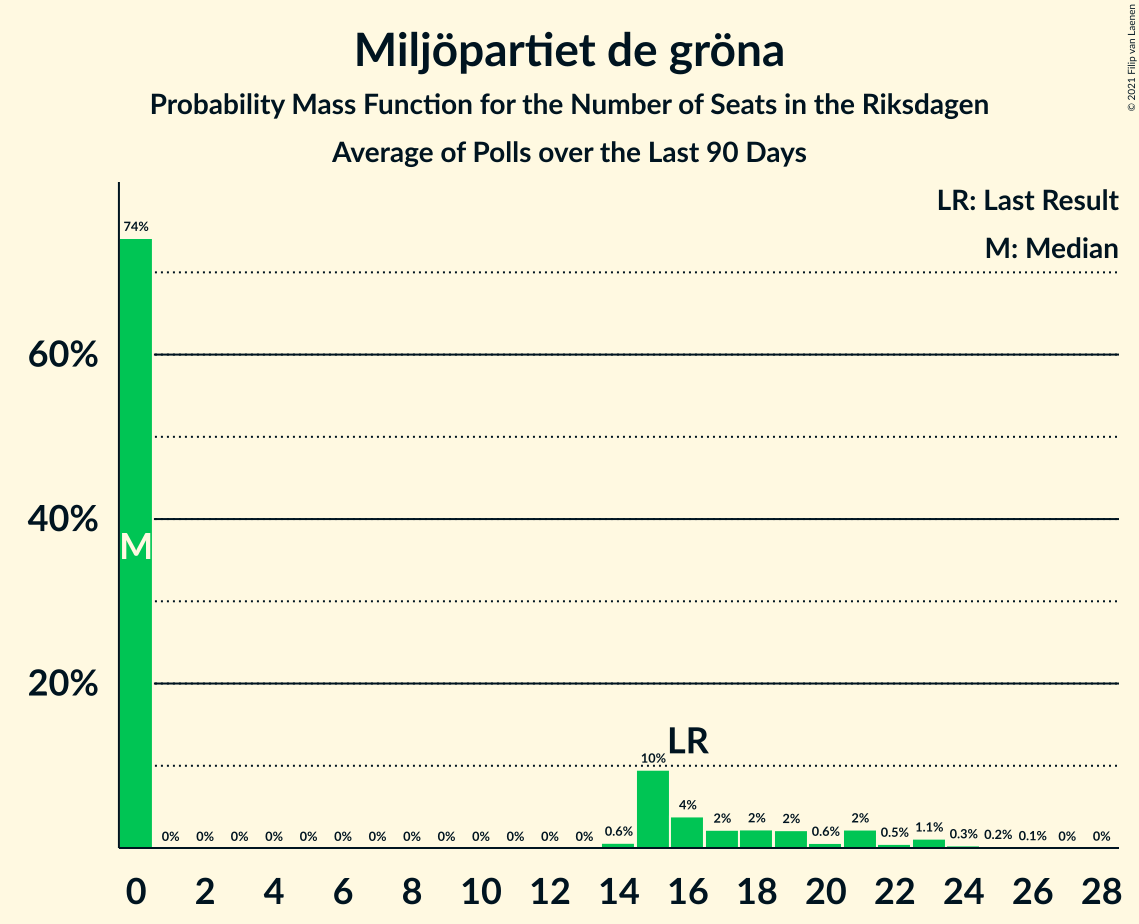 Miljöpartiet de gröna
Probability Mass Function for the Number of Seats in the Riksdagen
Average of Polls over the Last 90 Days
© 2021 Filip van Laenen
LR: Last Result
M: Median
60%
40%
20%
74%
M
0% 0% 0% 0% 0% 0% 0% 0% 0% 0% 0% 0% 0% 0.6% 10% 4% 2% 2% 2% 0.6% 2% 0.5% 1.1% 0.3% 0.2% 0.1% 0% 0%
LR
0 2 4 6 8 10 12 14 16 18 20 22 24 26 28